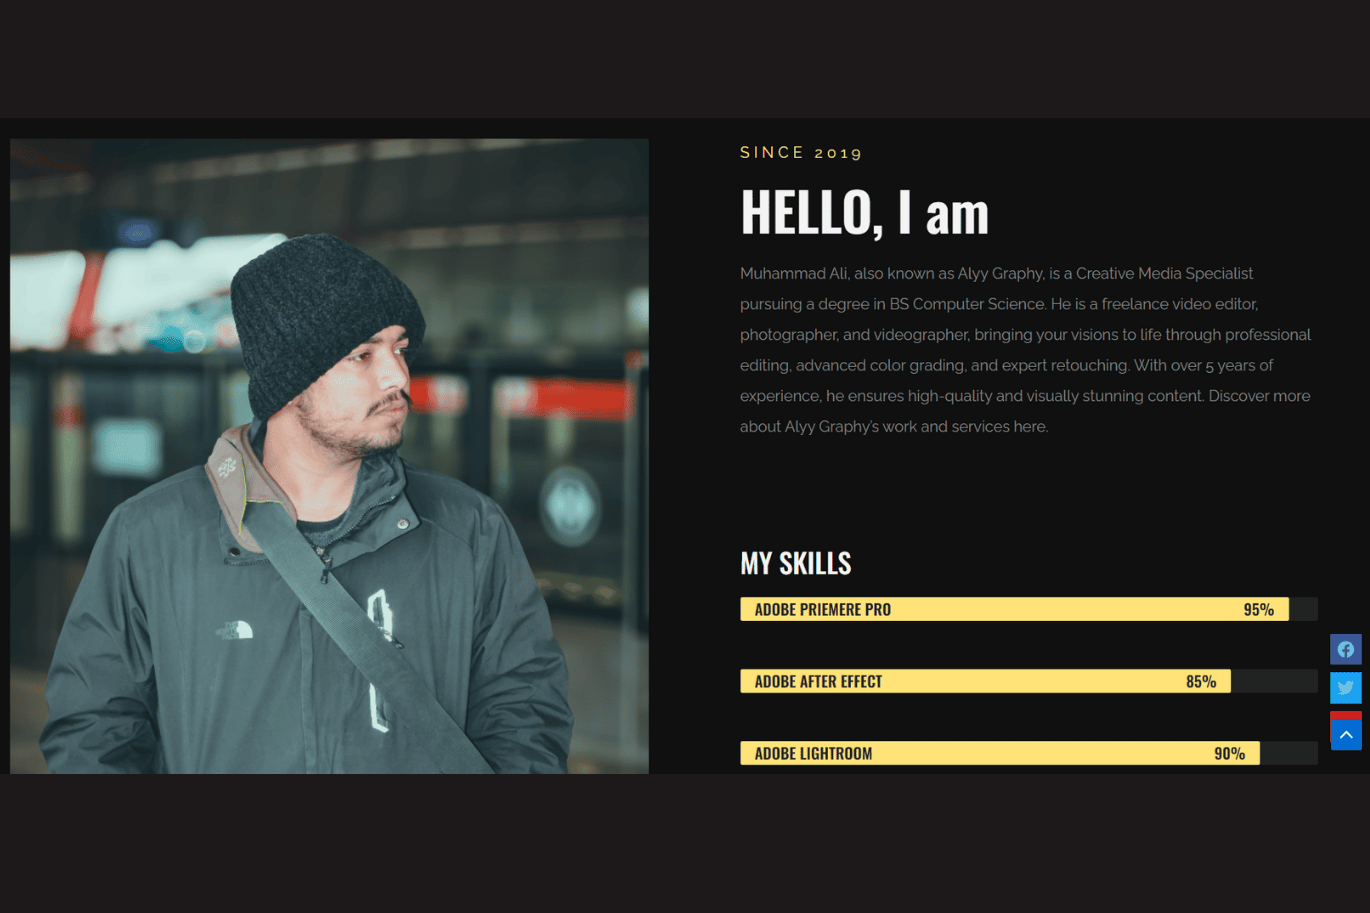 SINCE 2019
HELLO, I am
Muhammad Ali, also known as Alyy Graphy, is a Creative Media Specialist
pursuing a degree in BS Computer Science. He is a freelance video editor,
photographer, and videographer, bringing your visions to life through professional
editing, advanced color grading, and expert retouching. With over 5 years of
experience, he ensures high-quality and visually stunning content. Discover more
about Alyy Graphy's work and services here.
MY SKILLS
ADOBE PRIEMERE PRO 95%
ADOBE AFTER EFFECT 85%
ADOBE LIGHTROOM 90%
THE
NORTH
FACE